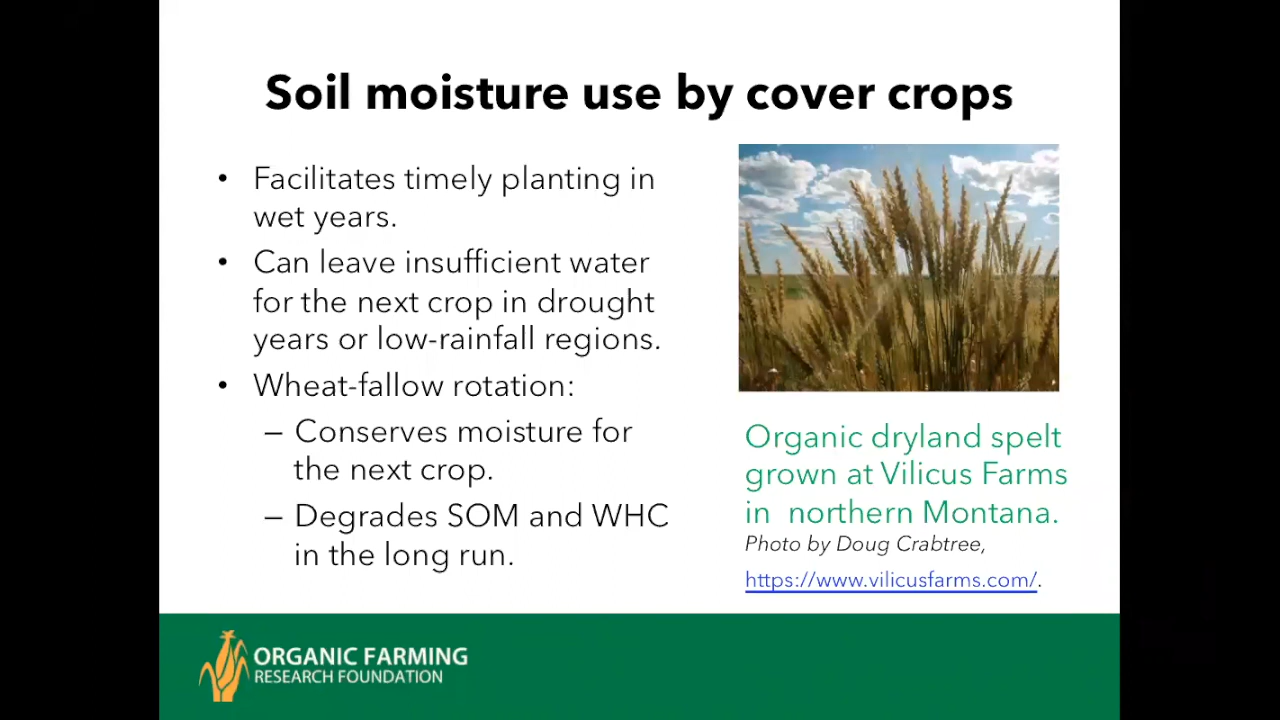 Soil moisture use by cover crops
• Facilitates timely planting in
wet years.
• Can leave insufficient water
for the next crop in drought
years or low-rainfall regions.
• Wheat-fallow rotation:
– Conserves moisture for
the next crop.
– Degrades SOM and WHC
in the long run.
Organic dryland spelt
grown at Vilicus Farms
in northern Montana.
Photo by Doug Crabtree,
https://www.vilicusfarms.com/.
ORGANIC FARMING
RESEARCH FOUNDATION